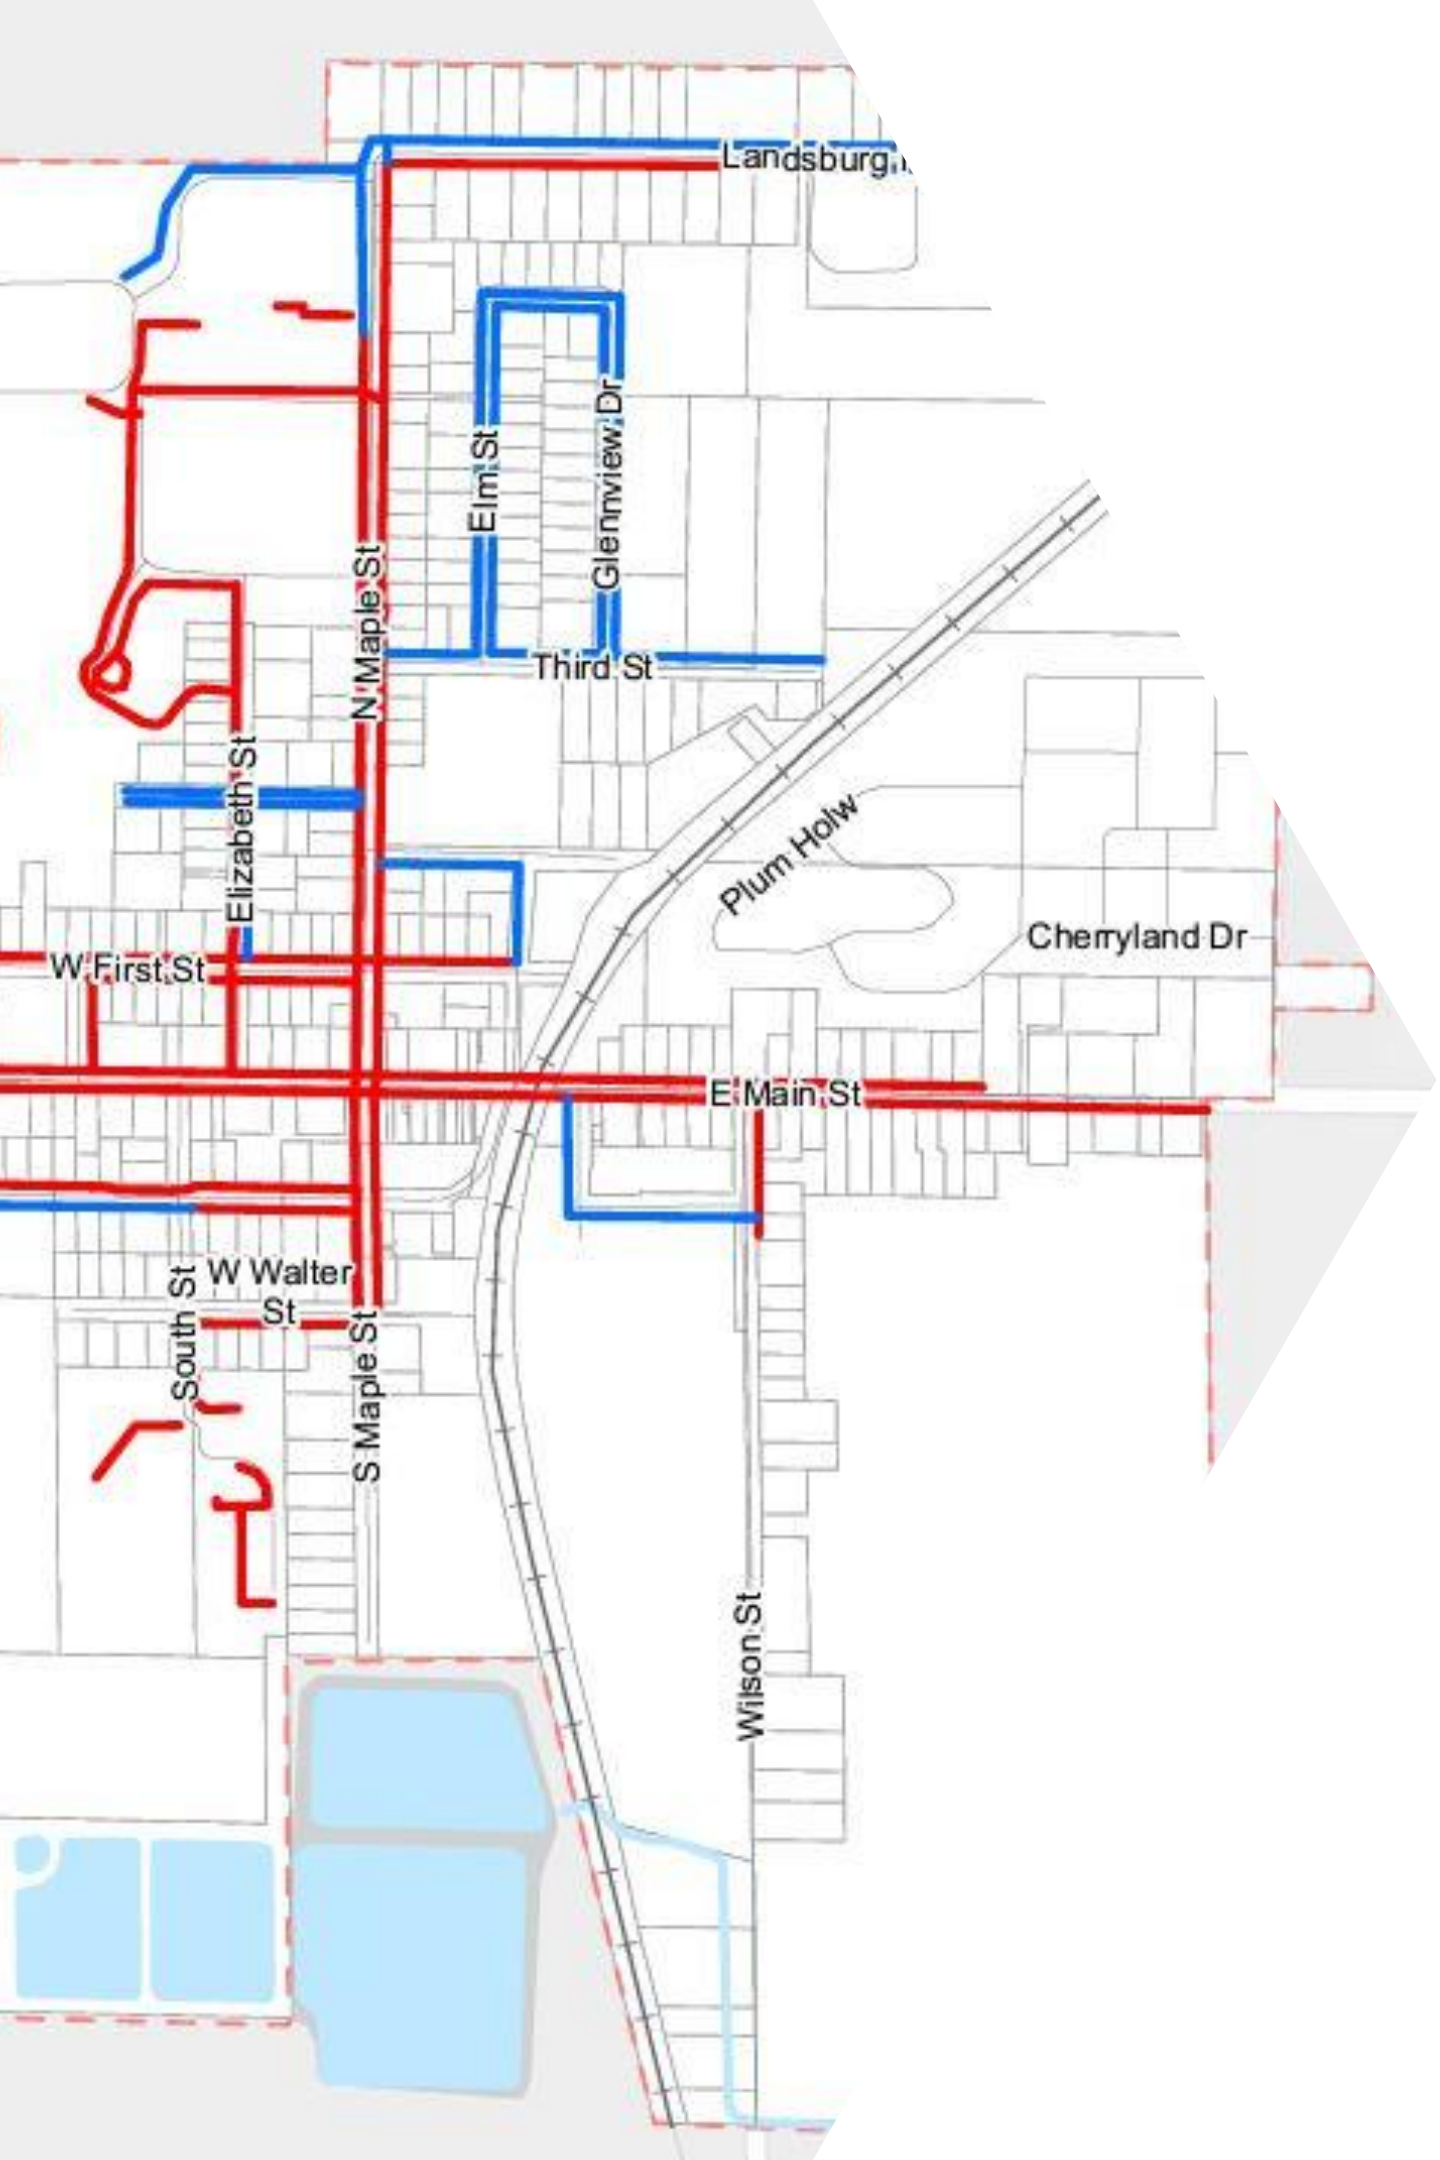 Landsburg
Elm St
Glennview Dr
N Maple St
Third St
Elizabeth St
Plum Holw
Cherryland Dr
W First St
E Main St
W Walter
St
South St
S Maple St
Wilson St